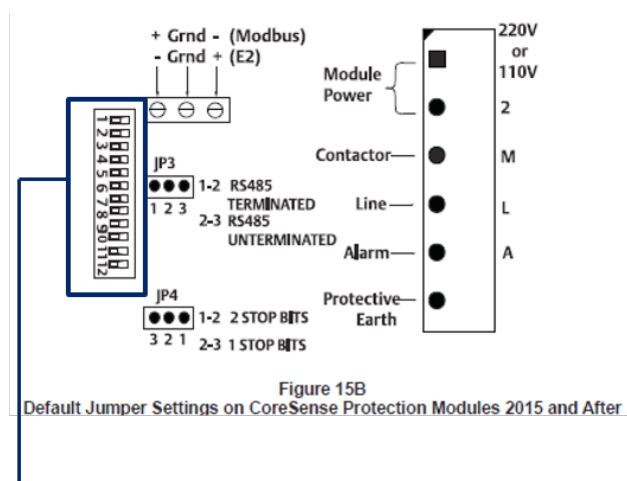 + Grnd - (Modbus)
- Grnd + (E2)
1
2
3
4
5
6
7
8
9
10
11
12
JP3
1 2 3
1-2 RS485
TERMINATED
2-3 RS485
UNTERMINATED
JP4
3 2 1
1-2 2 STOP BITS
2-3 1 STOP BITS
Module
Power
Contactor
Line
Alarm
Protective
Earth
220V
or
110V
2
M
L
A
Figure 15B
Default Jumper Settings on CoreSense Protection Modules 2015 and After